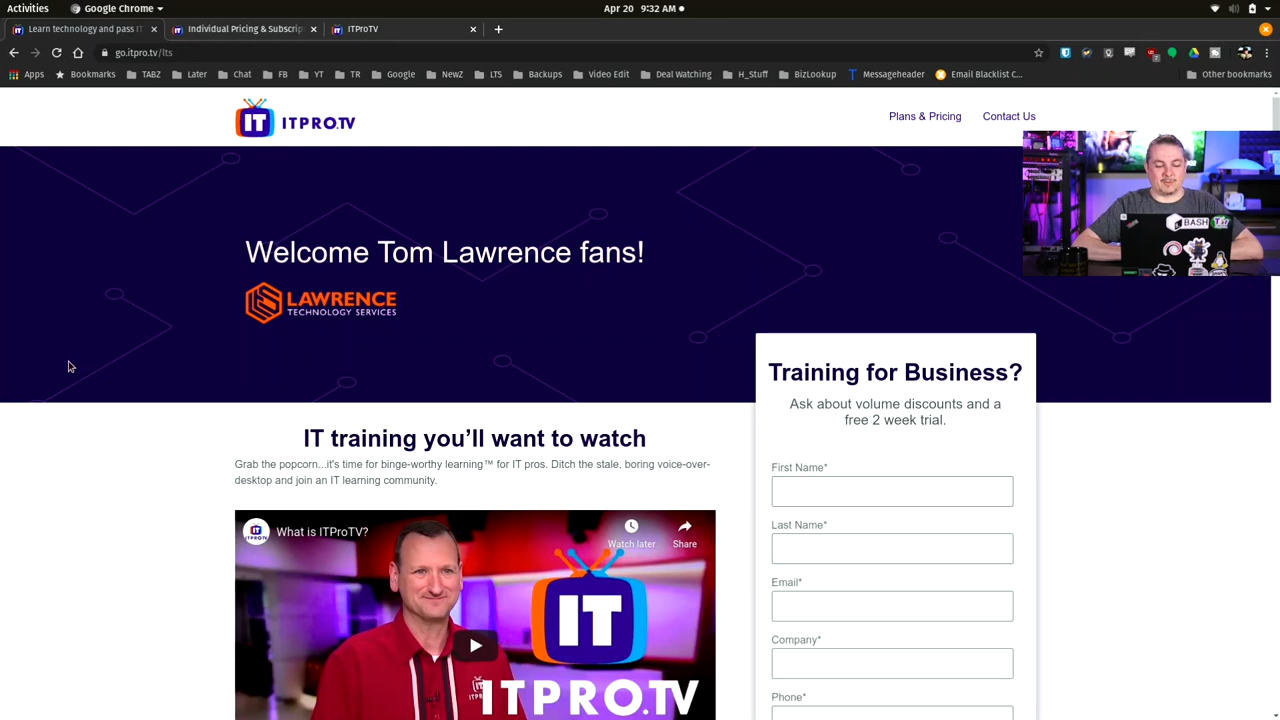 Activities
Google Chrome
Apr 20 9:32 AM
Learn technology and pass IT
Individual Pricing & Subscrip
ITProTV
go.itpro.tv/lts
Apps
Bookmarks
TABZ
Later
Chat
FB
YT
TR
Google
NewZ
LTS
Backups
Video Edit
Deal Watching
H_Stuff
BizLookup
Messageheader
Email Blacklist C...
Other bookmarks
IT ITPRO.TV
Plans & Pricing
Contact Us
BASH
Welcome Tom Lawrence fans!
LAWRENCE
TECHNOLOGY SERVICES
Training for Business?
Ask about volume discounts and a
free 2 week trial.
IT training you’ll want to watch
Grab the popcorn...it's time for binge-worthy learning™ for IT pros. Ditch the stale, boring voice-over-
desktop and join an IT learning community.
What is ITProTV?
Watch later
Share
IT
ITPRO.TV
First Name*
Last Name*
Email*
Company*
Phone*